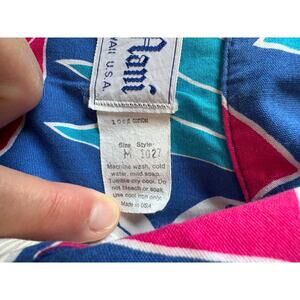 Mani
WAII U.S.A.
100% COTTON
Size Style
M 1027
Machine wash, cold
water, mild soap.
Tumble dry cool. Do
not bleach or soak.
Use cool iron only.
Made in USA